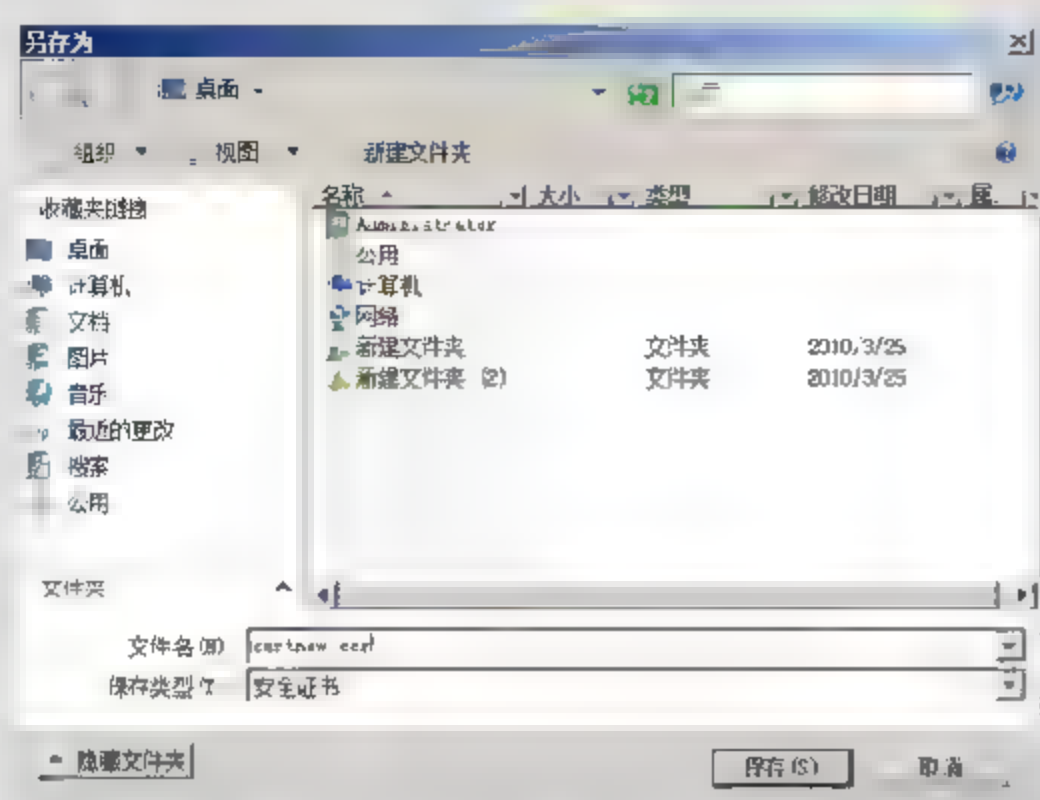 另存为
桌面
组织 视图 新建文件夹
名称 大小 类型 修改日期 属
收藏夹链接
桌面
计算机
文档
图片
音乐
最近的更改
搜索
公用
文件夹
Administrator
公用
计算机
网络
新建文件夹 文件夹 2010/3/25
新建文件夹 (2) 文件夹 2010/3/25
文件名(N)
certnew cer
保存类型(T
安全证书
隐藏文件夹
保存(S)
取消